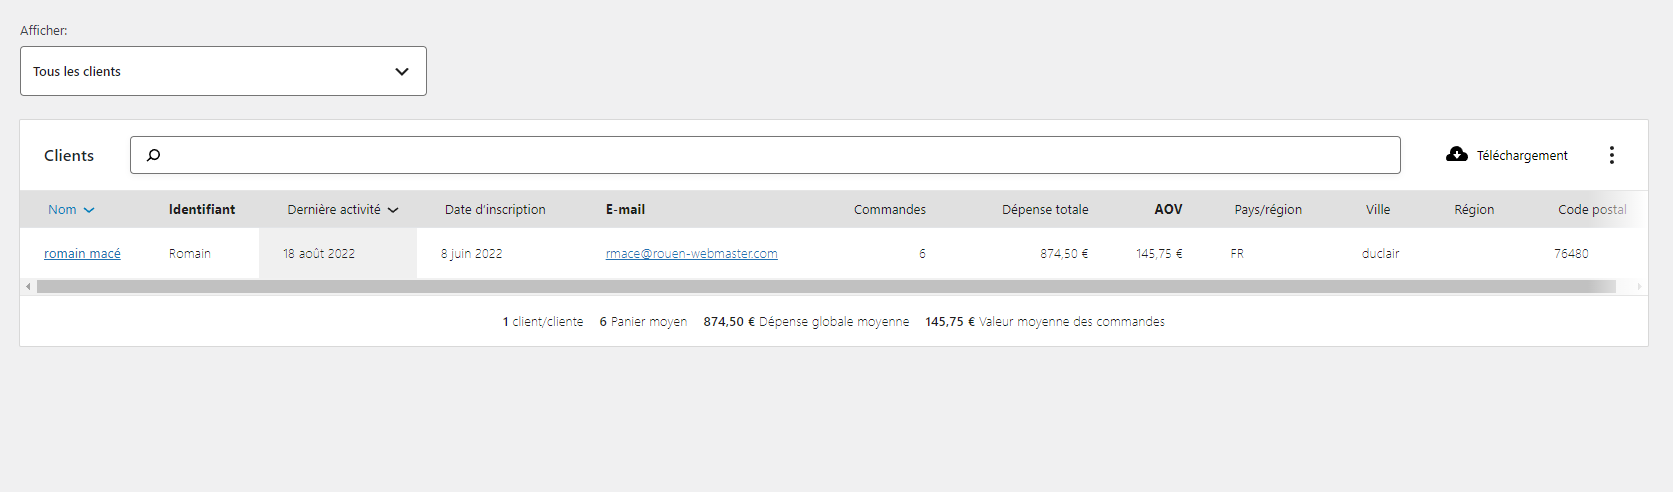 Afficher:
Tous les clients
Clients
Téléchargement
Nom Identifiant Dernière activité Date d'inscription E-mail Commandes Dépense totale AOV Pays/région Ville Région Code postal
romain macé Romain 18 août 2022 8 juin 2022 rmace@rouen-webmaster.com 6 874,50 € 145,75 € FR duclair 76480
1 client/cliente 6 Panier moyen 874,50 € Dépense globale moyenne 145,75 € Valeur moyenne des commandes